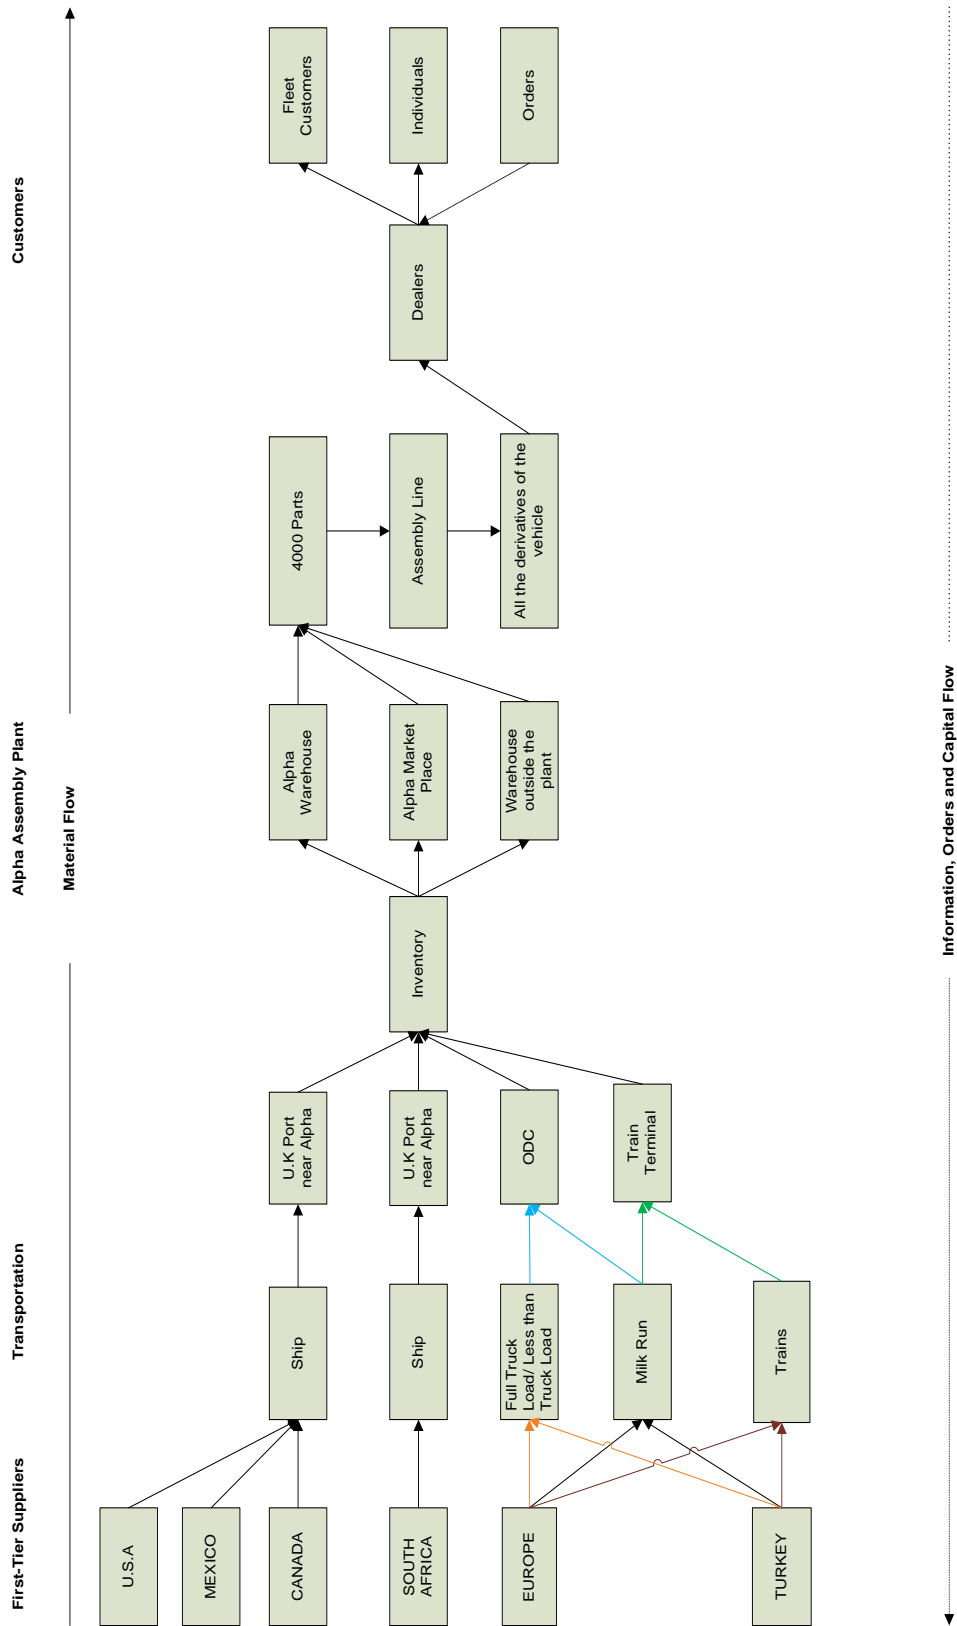 First-Tier Suppliers
Transportation
Alpha Assembly Plant
Customers
Material Flow
U.S.A
MEXICO
CANADA
SOUTH
AFRICA
EUROPE
TURKEY
Ship
Ship
Full Truck
Load/ Less than
Truck Load
Milk Run
Trains
U.K Port
near Alpha
U.K Port
near Alpha
ODC
Train
Terminal
Inventory
Alpha
Warehouse
Alpha Market
Place
Warehouse
outside the
plant
4000 Parts
Assembly Line
All the derivatives of the
vehicle
Dealers
Fleet
Customers
Individuals
Orders
Information, Orders and Capital Flow